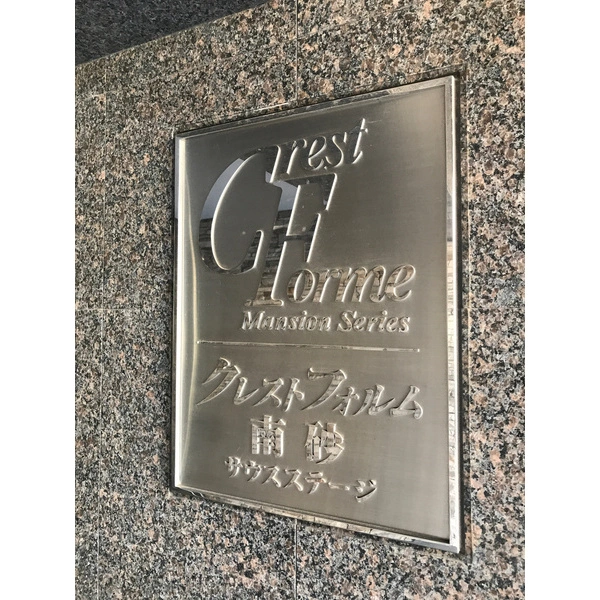 Crest
Forme
Mansion Series
クレストフォルム
南砂
サウスステージ